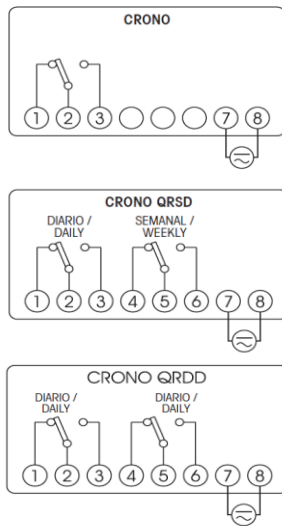 CRONO
1 2 3 7 8
CRONO QRSD
DIARIO / SEMANAL /
DAILY WEEKLY
1 2 3 4 5 6 7 8
CRONO QRDD
DIARIO / DIARIO /
DAILY DAILY
1 2 3 4 5 6 7 8